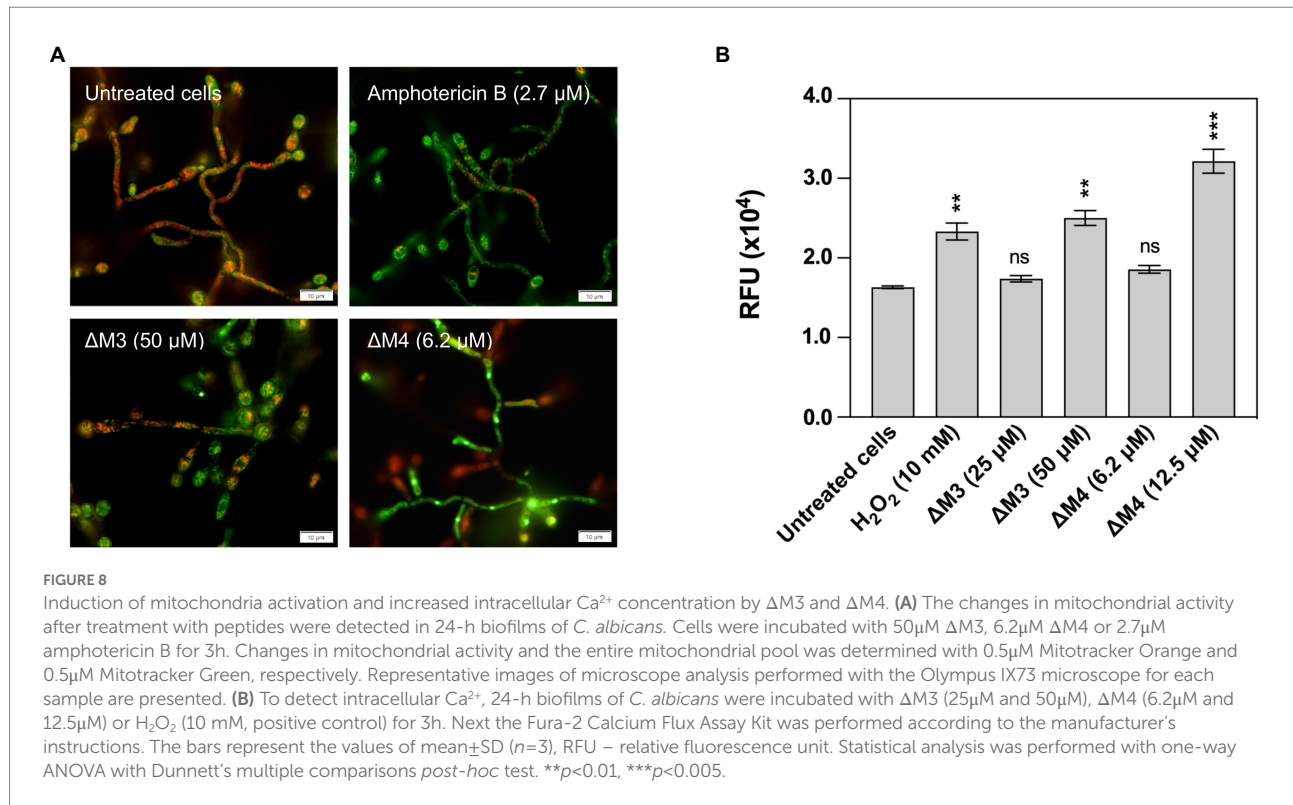 A
Untreated cells
10 µm
Amphotericin B (2.7 µM)
10 µm
ΔM3 (50 µM)
10 µm
ΔM4 (6.2 µM)
10 µm
B
RFU (x10⁴)
4.0
3.0
2.0
1.0
0.0
**
ns
**
ns
***
Untreated cells
H₂O₂ (10 mM)
ΔM3 (25 µM)
ΔM3 (50 µM)
ΔM4 (6.2 µM)
ΔM4 (12.5 µM)
FIGURE 8
Induction of mitochondria activation and increased intracellular Ca²⁺ concentration by ΔM3 and ΔM4. (A) The changes in mitochondrial activity
after treatment with peptides were detected in 24-h biofilms of C. albicans. Cells were incubated with 50µM ΔM3, 6.2µM ΔM4 or 2.7µM
amphotericin B for 3h. Changes in mitochondrial activity and the entire mitochondrial pool was determined with 0.5µM Mitotracker Orange and
0.5µM Mitotracker Green, respectively. Representative images of microscope analysis performed with the Olympus IX73 microscope for each
sample are presented. (B) To detect intracellular Ca²⁺, 24-h biofilms of C. albicans were incubated with ΔM3 (25µM and 50µM), ΔM4 (6.2µM and
12.5µM) or H₂O₂ (10 mM, positive control) for 3h. Next the Fura-2 Calcium Flux Assay Kit was performed according to the manufacturer's
instructions. The bars represent the values of mean±SD (n=3), RFU – relative fluorescence unit. Statistical analysis was performed with one-way
ANOVA with Dunnett's multiple comparisons post-hoc test. **p<0.01, ***p<0.005.